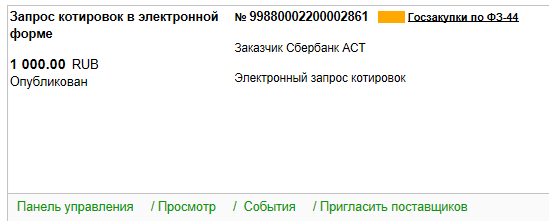 Запрос котировок в электронной форме
№ 99880002200002861 Госзакупки по ФЗ-44
Заказчик Сбербанк АСТ
1 000.00 RUB
Опубликован
Электронный запрос котировок
Панель управления / Просмотр / События / Пригласить поставщиков